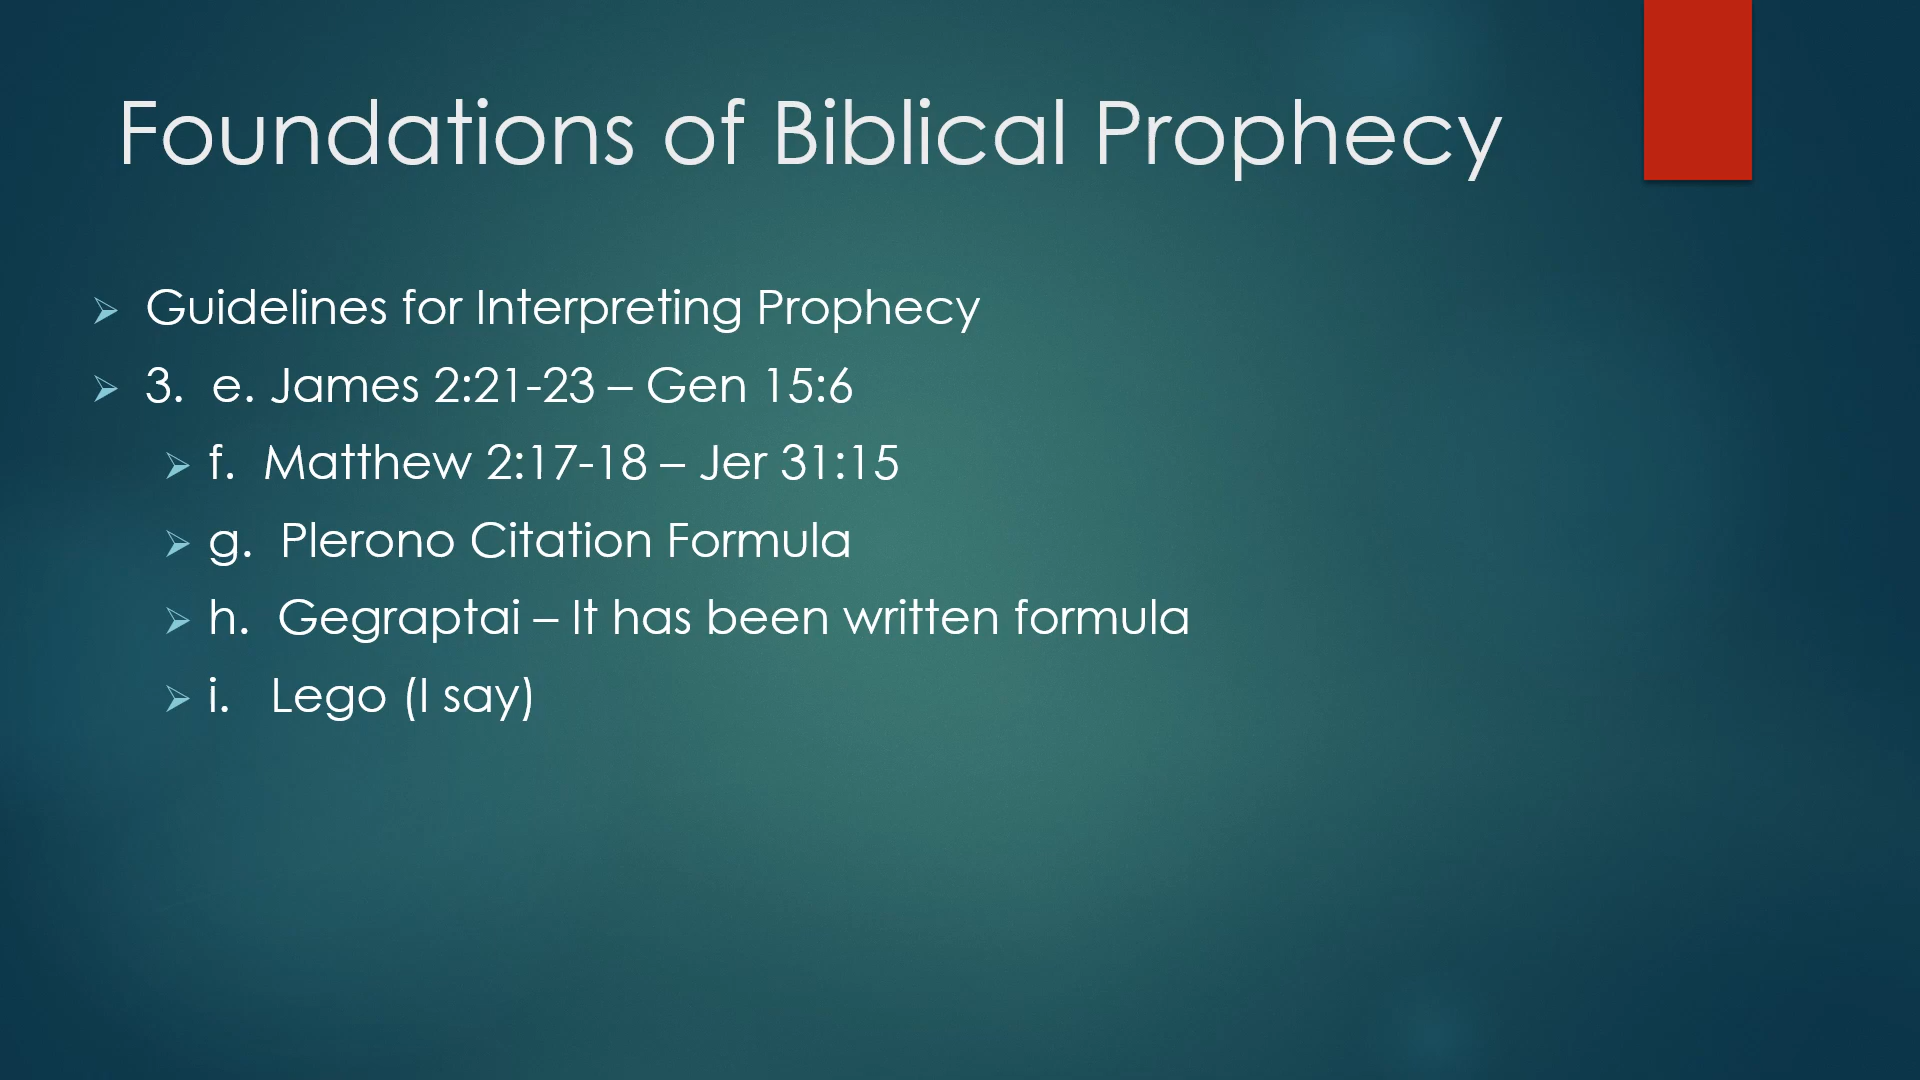 Foundations of Biblical Prophecy
Guidelines for Interpreting Prophecy
3. e. James 2:21-23 – Gen 15:6
f. Matthew 2:17-18 – Jer 31:15
g. Plerono Citation Formula
h. Gegraptai – It has been written formula
i. Lego (I say)